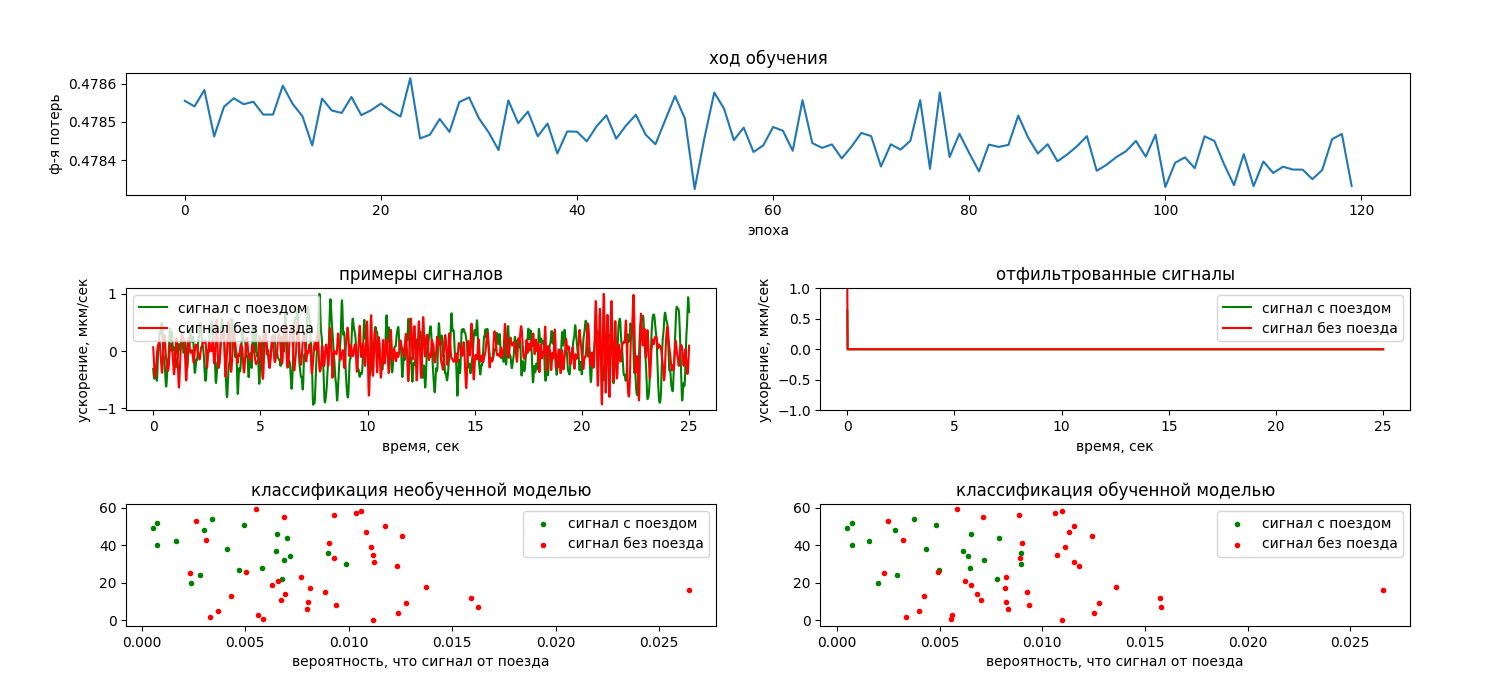 ход обучения
0.4786
0.4785
0.4784
ф-я потерь
0 20 40 60 80 100 120
эпоха
примеры сигналов
1
0
−1
ускорение, мкм/сек
сигнал с поездом
сигнал без поезда
0 5 10 15 20 25
время, сек
отфильтрованные сигналы
1.0
0.5
0.0
−0.5
−1.0
ускорение, мкм/сек
сигнал с поездом
сигнал без поезда
0 5 10 15 20 25
время, сек
классификация необученной моделью
60
40
20
0
сигнал с поездом
сигнал без поезда
0.000 0.005 0.010 0.015 0.020 0.025
вероятность, что сигнал от поезда
классификация обученной моделью
60
40
20
0
сигнал с поездом
сигнал без поезда
0.000 0.005 0.010 0.015 0.020 0.025
вероятность, что сигнал от поезда